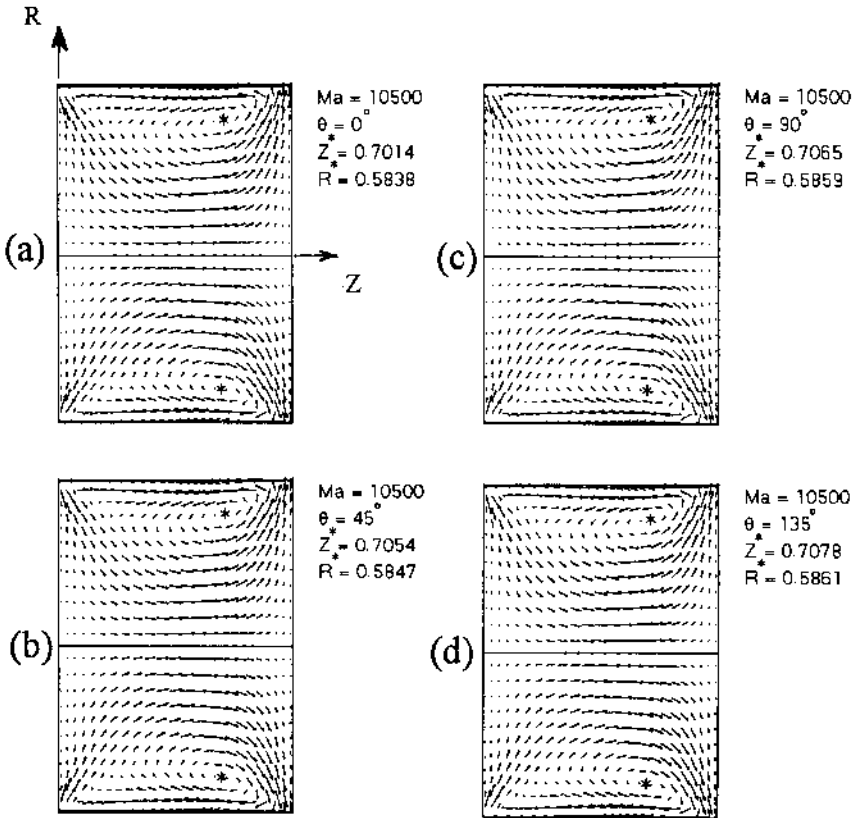 R
Ma = 10500
θ = 0°
Z* = 0.7014
R* = 0.5838
(a)
Z
Ma = 10500
θ = 90°
Z* = 0.7065
R* = 0.5859
(c)
Ma = 10500
θ = 45°
Z* = 0.7054
R* = 0.5847
(b)
Ma = 10500
θ = 135°
Z* = 0.7078
R* = 0.5861
(d)